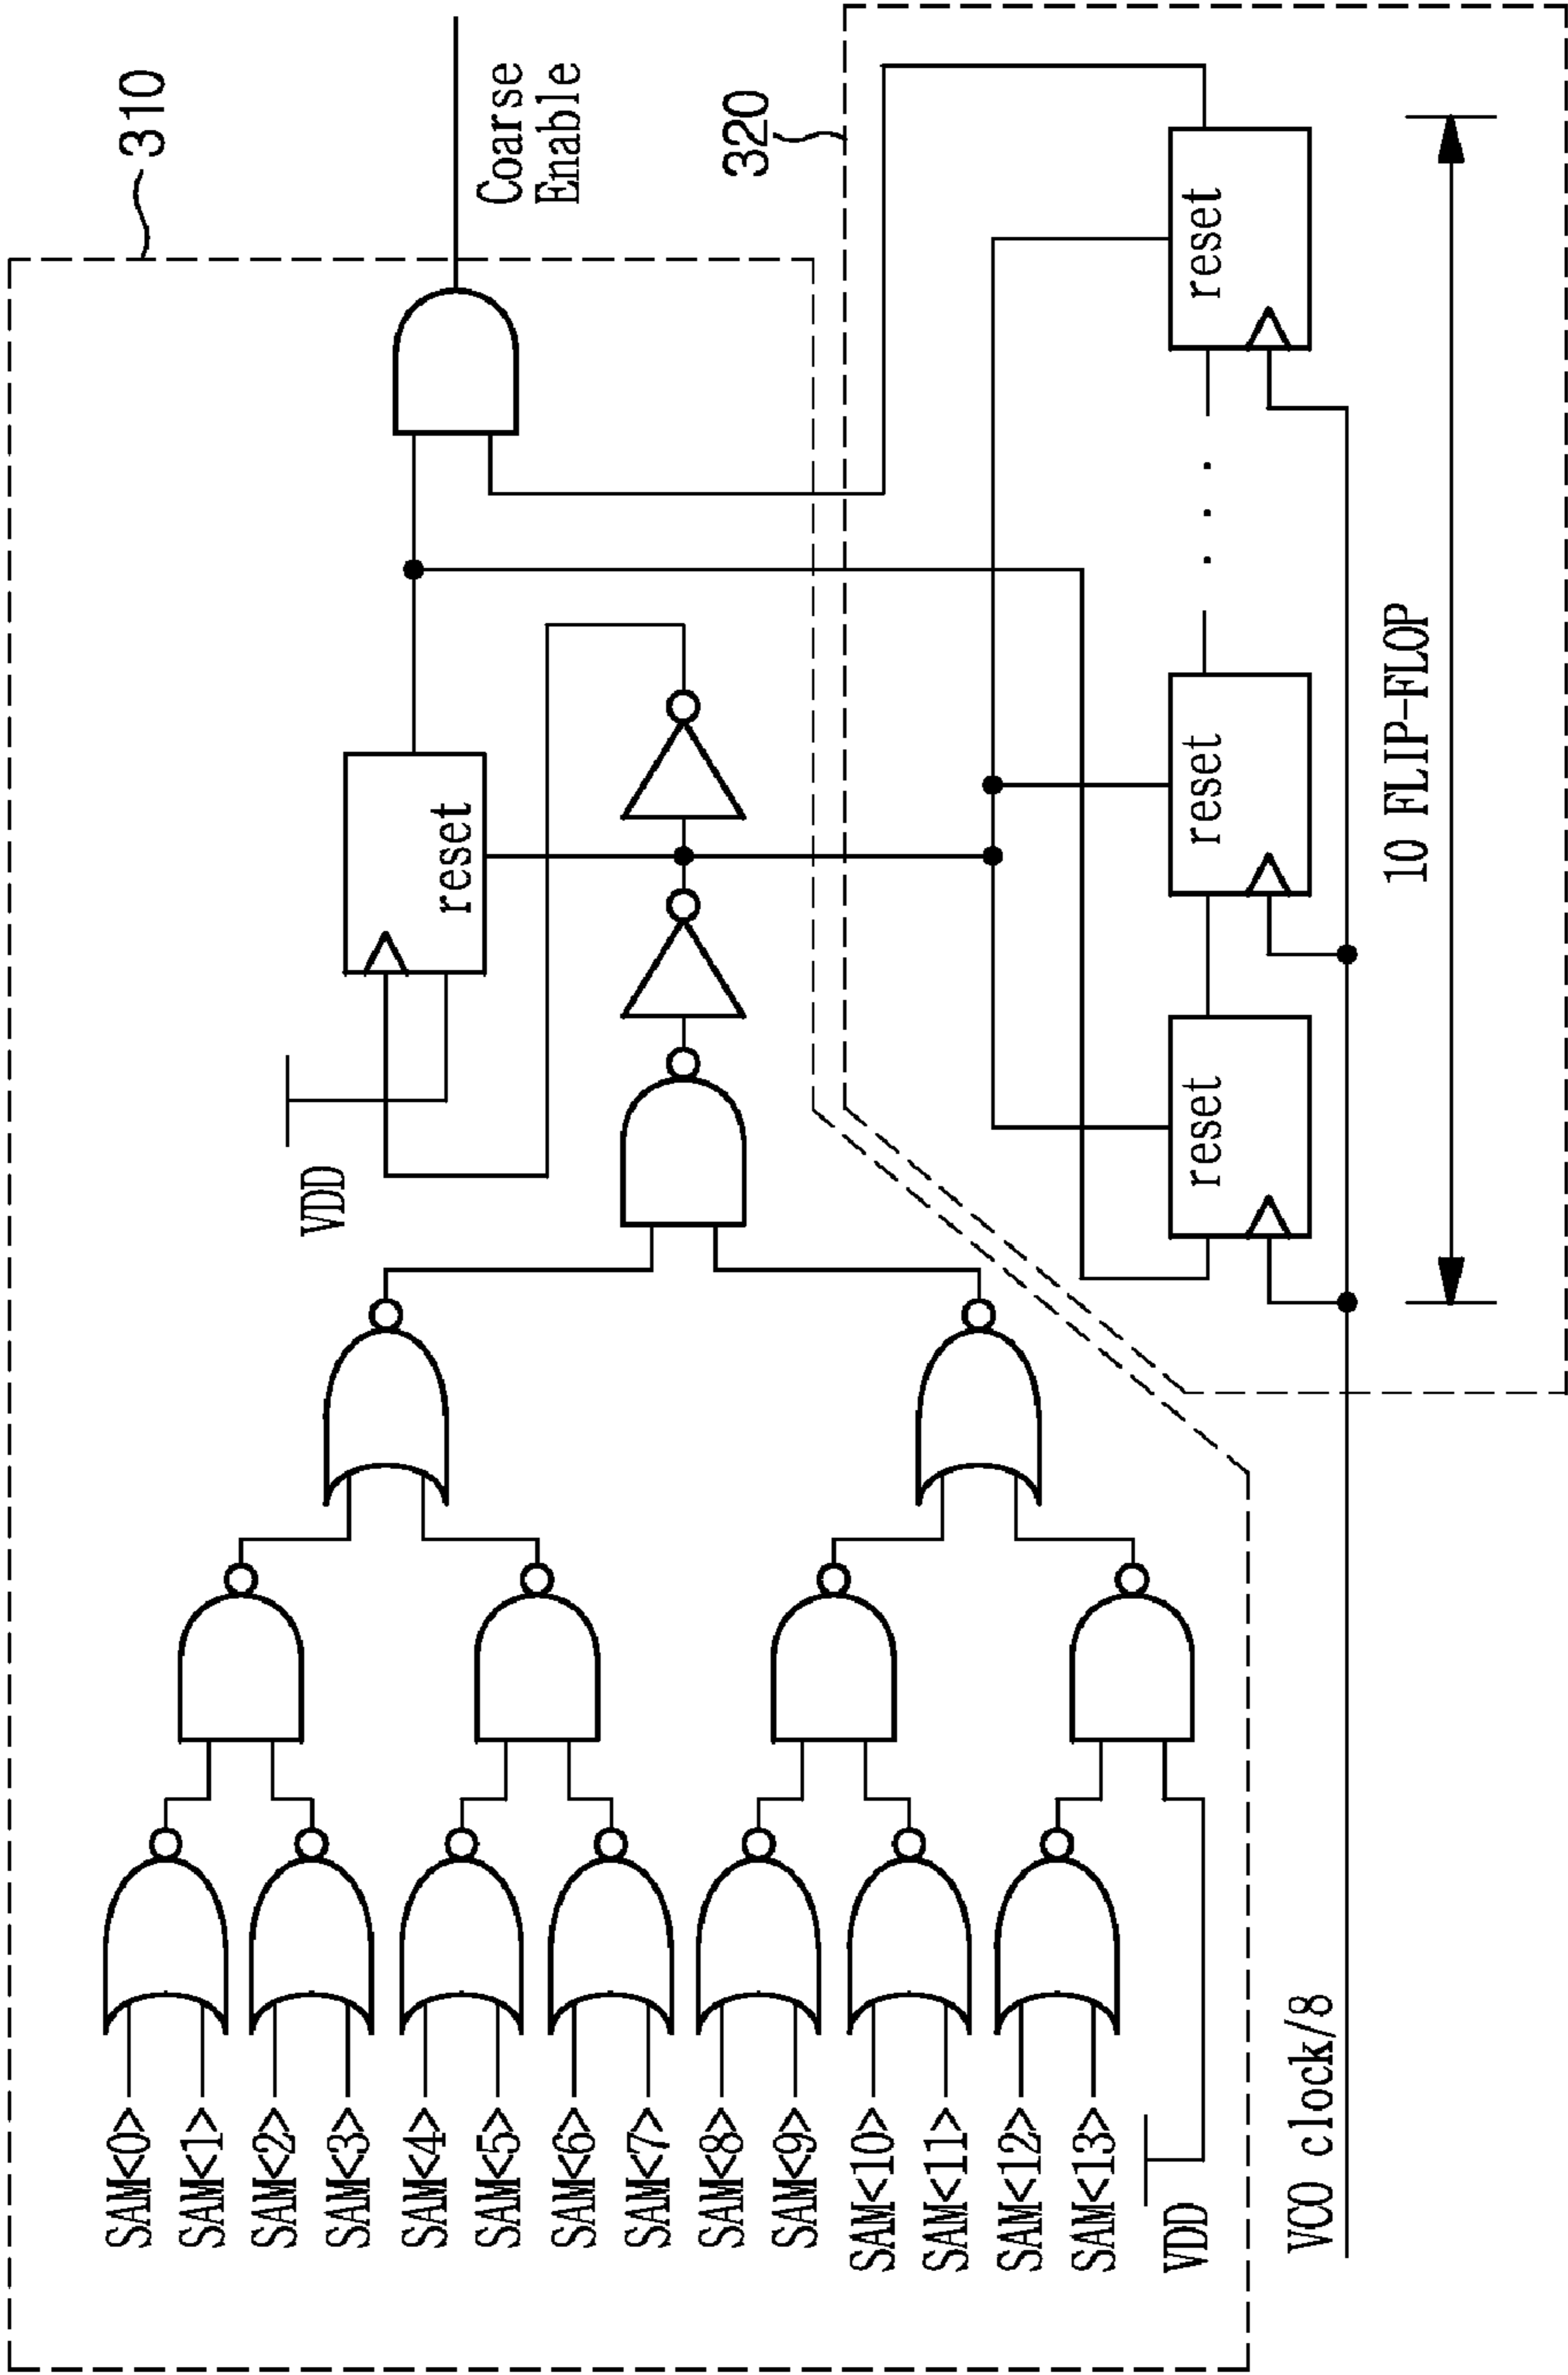 310
SAM<0>
SAM<1>
SAM<2>
SAM<3>
SAM<4>
SAM<5>
SAM<6>
SAM<7>
SAM<8>
SAM<9>
SAM<10>
SAM<11>
SAM<12>
SAM<13>
VDD
VDD
reset
Coarse
Enable
320
reset
reset
reset
VCO clock/8
10 FLIP-FLOP